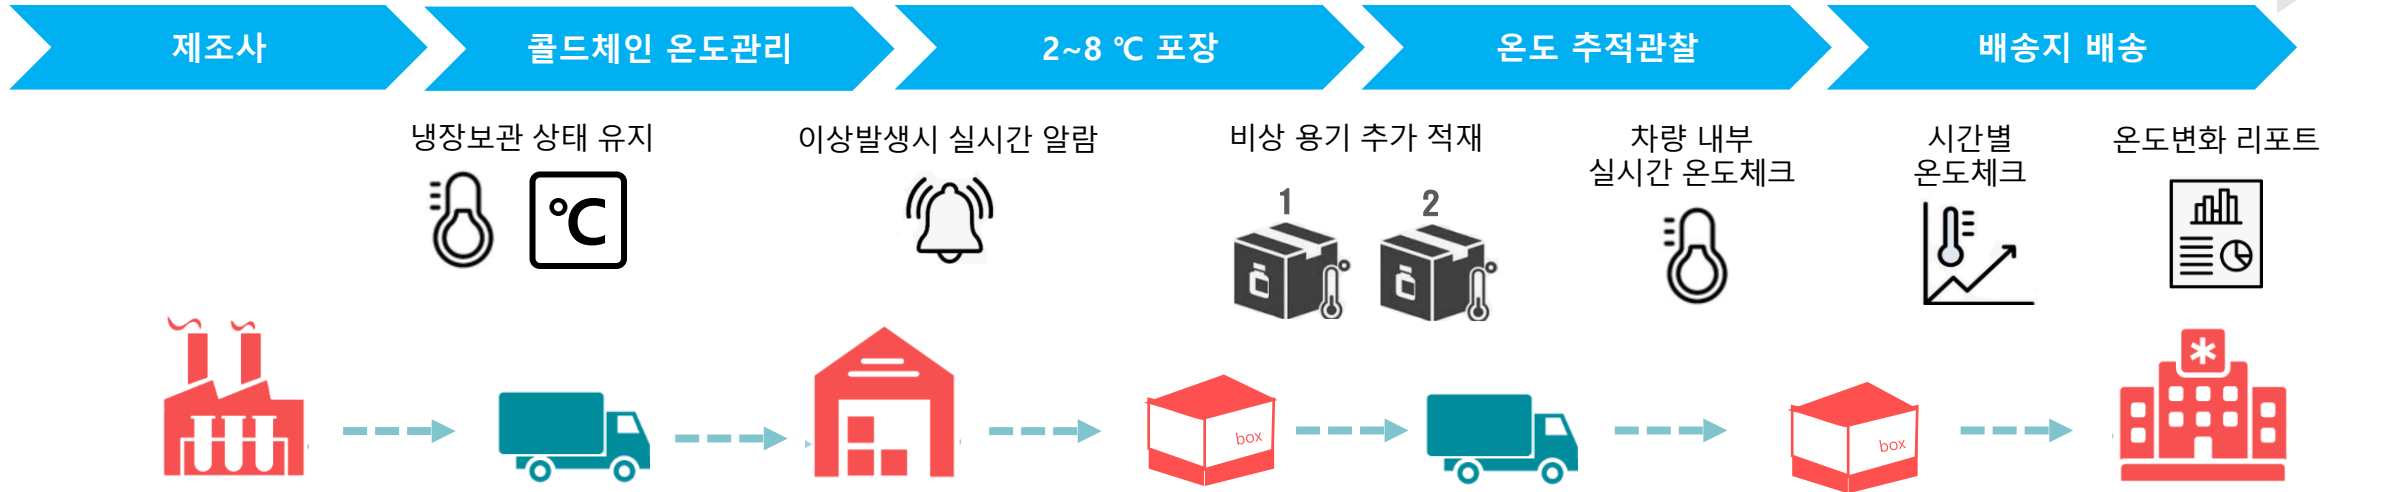 제조사
콜드체인 온도관리
2~8 ℃ 포장
온도 추적관찰
배송지 배송
냉장보관 상태 유지
℃
이상발생시 실시간 알람
비상 용기 추가 적재
1
2
차량 내부
실시간 온도체크
시간별
온도체크
온도변화 리포트
box
box